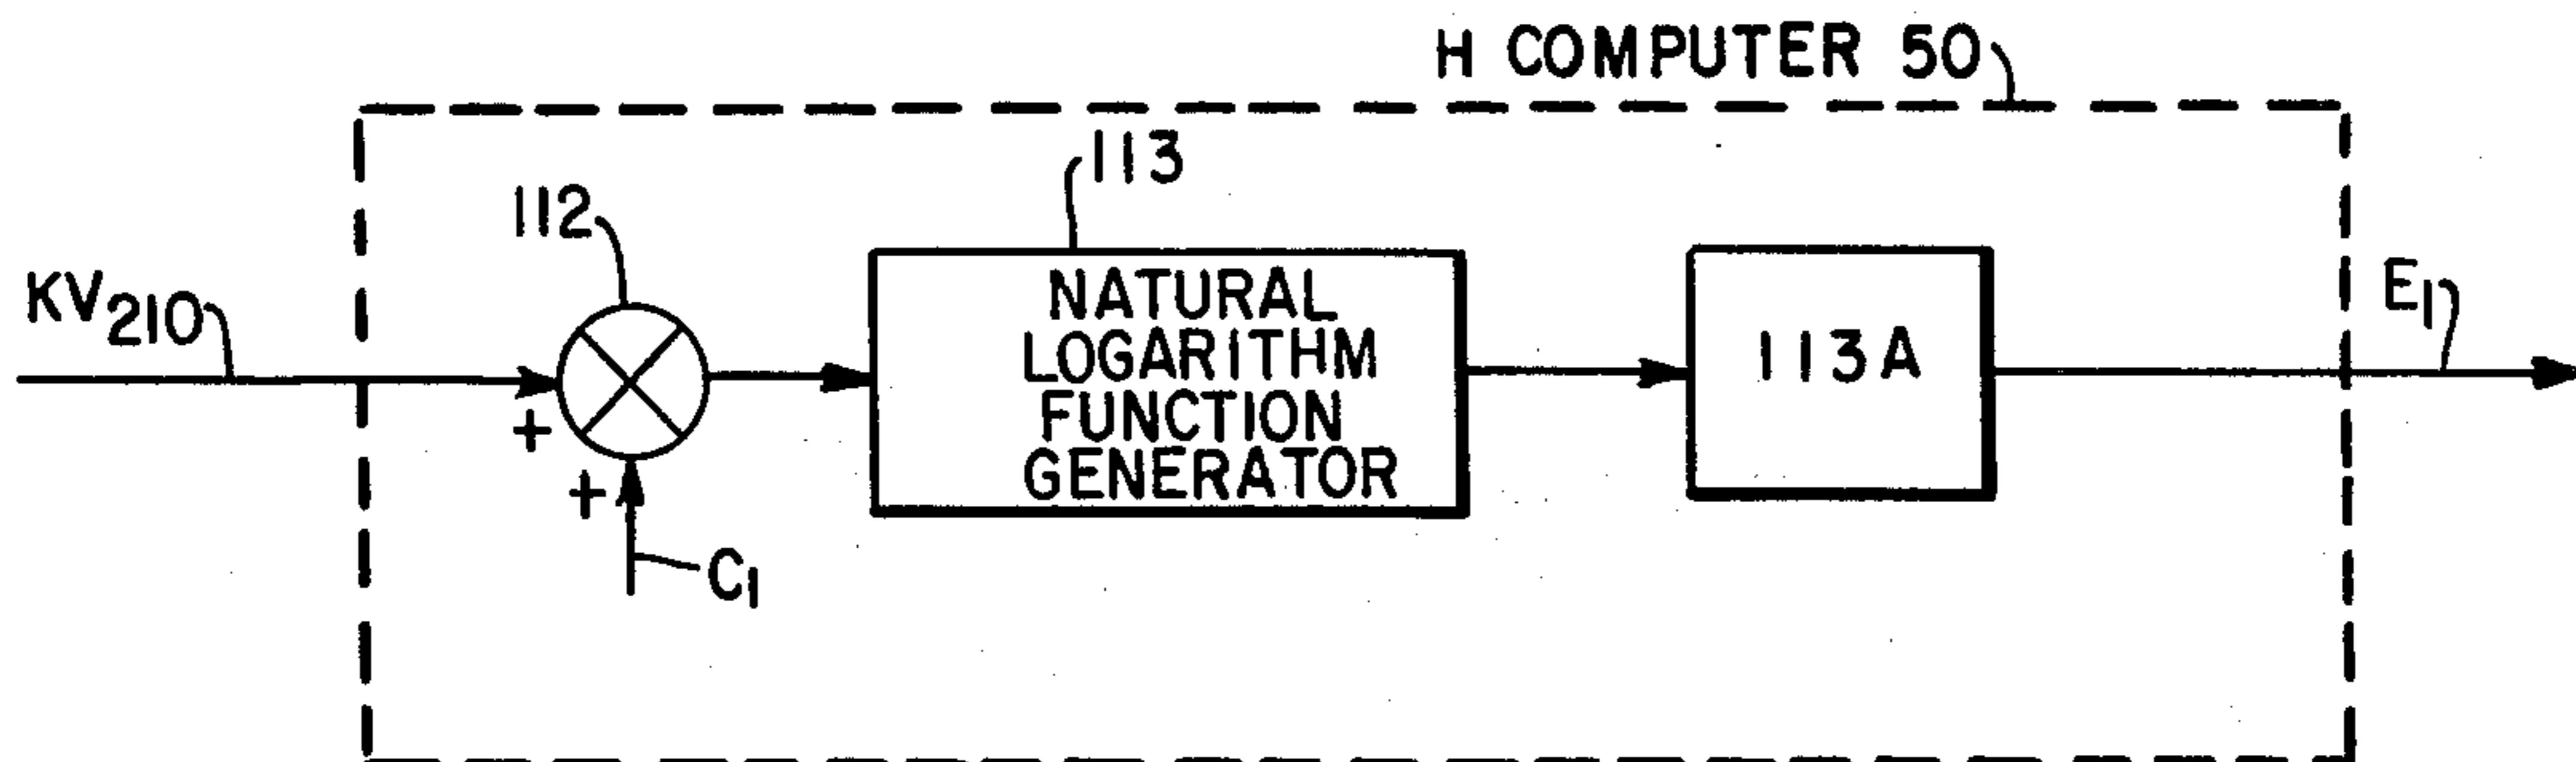 H COMPUTER 50
113
112
KV210
+
+
C1
NATURAL
LOGARITHM
FUNCTION
GENERATOR
113A
E1